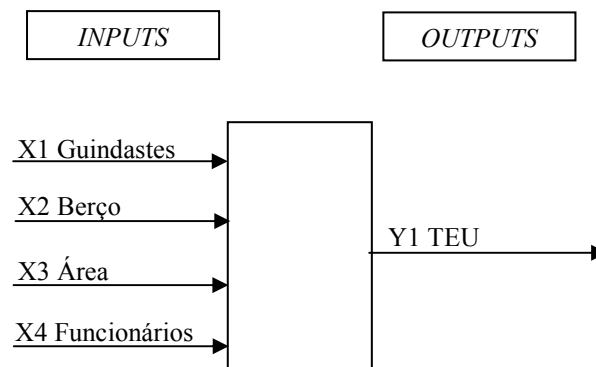 INPUTS
OUTPUTS
X1 Guindastes
X2 Berço
X3 Área
X4 Funcionários
Y1 TEU